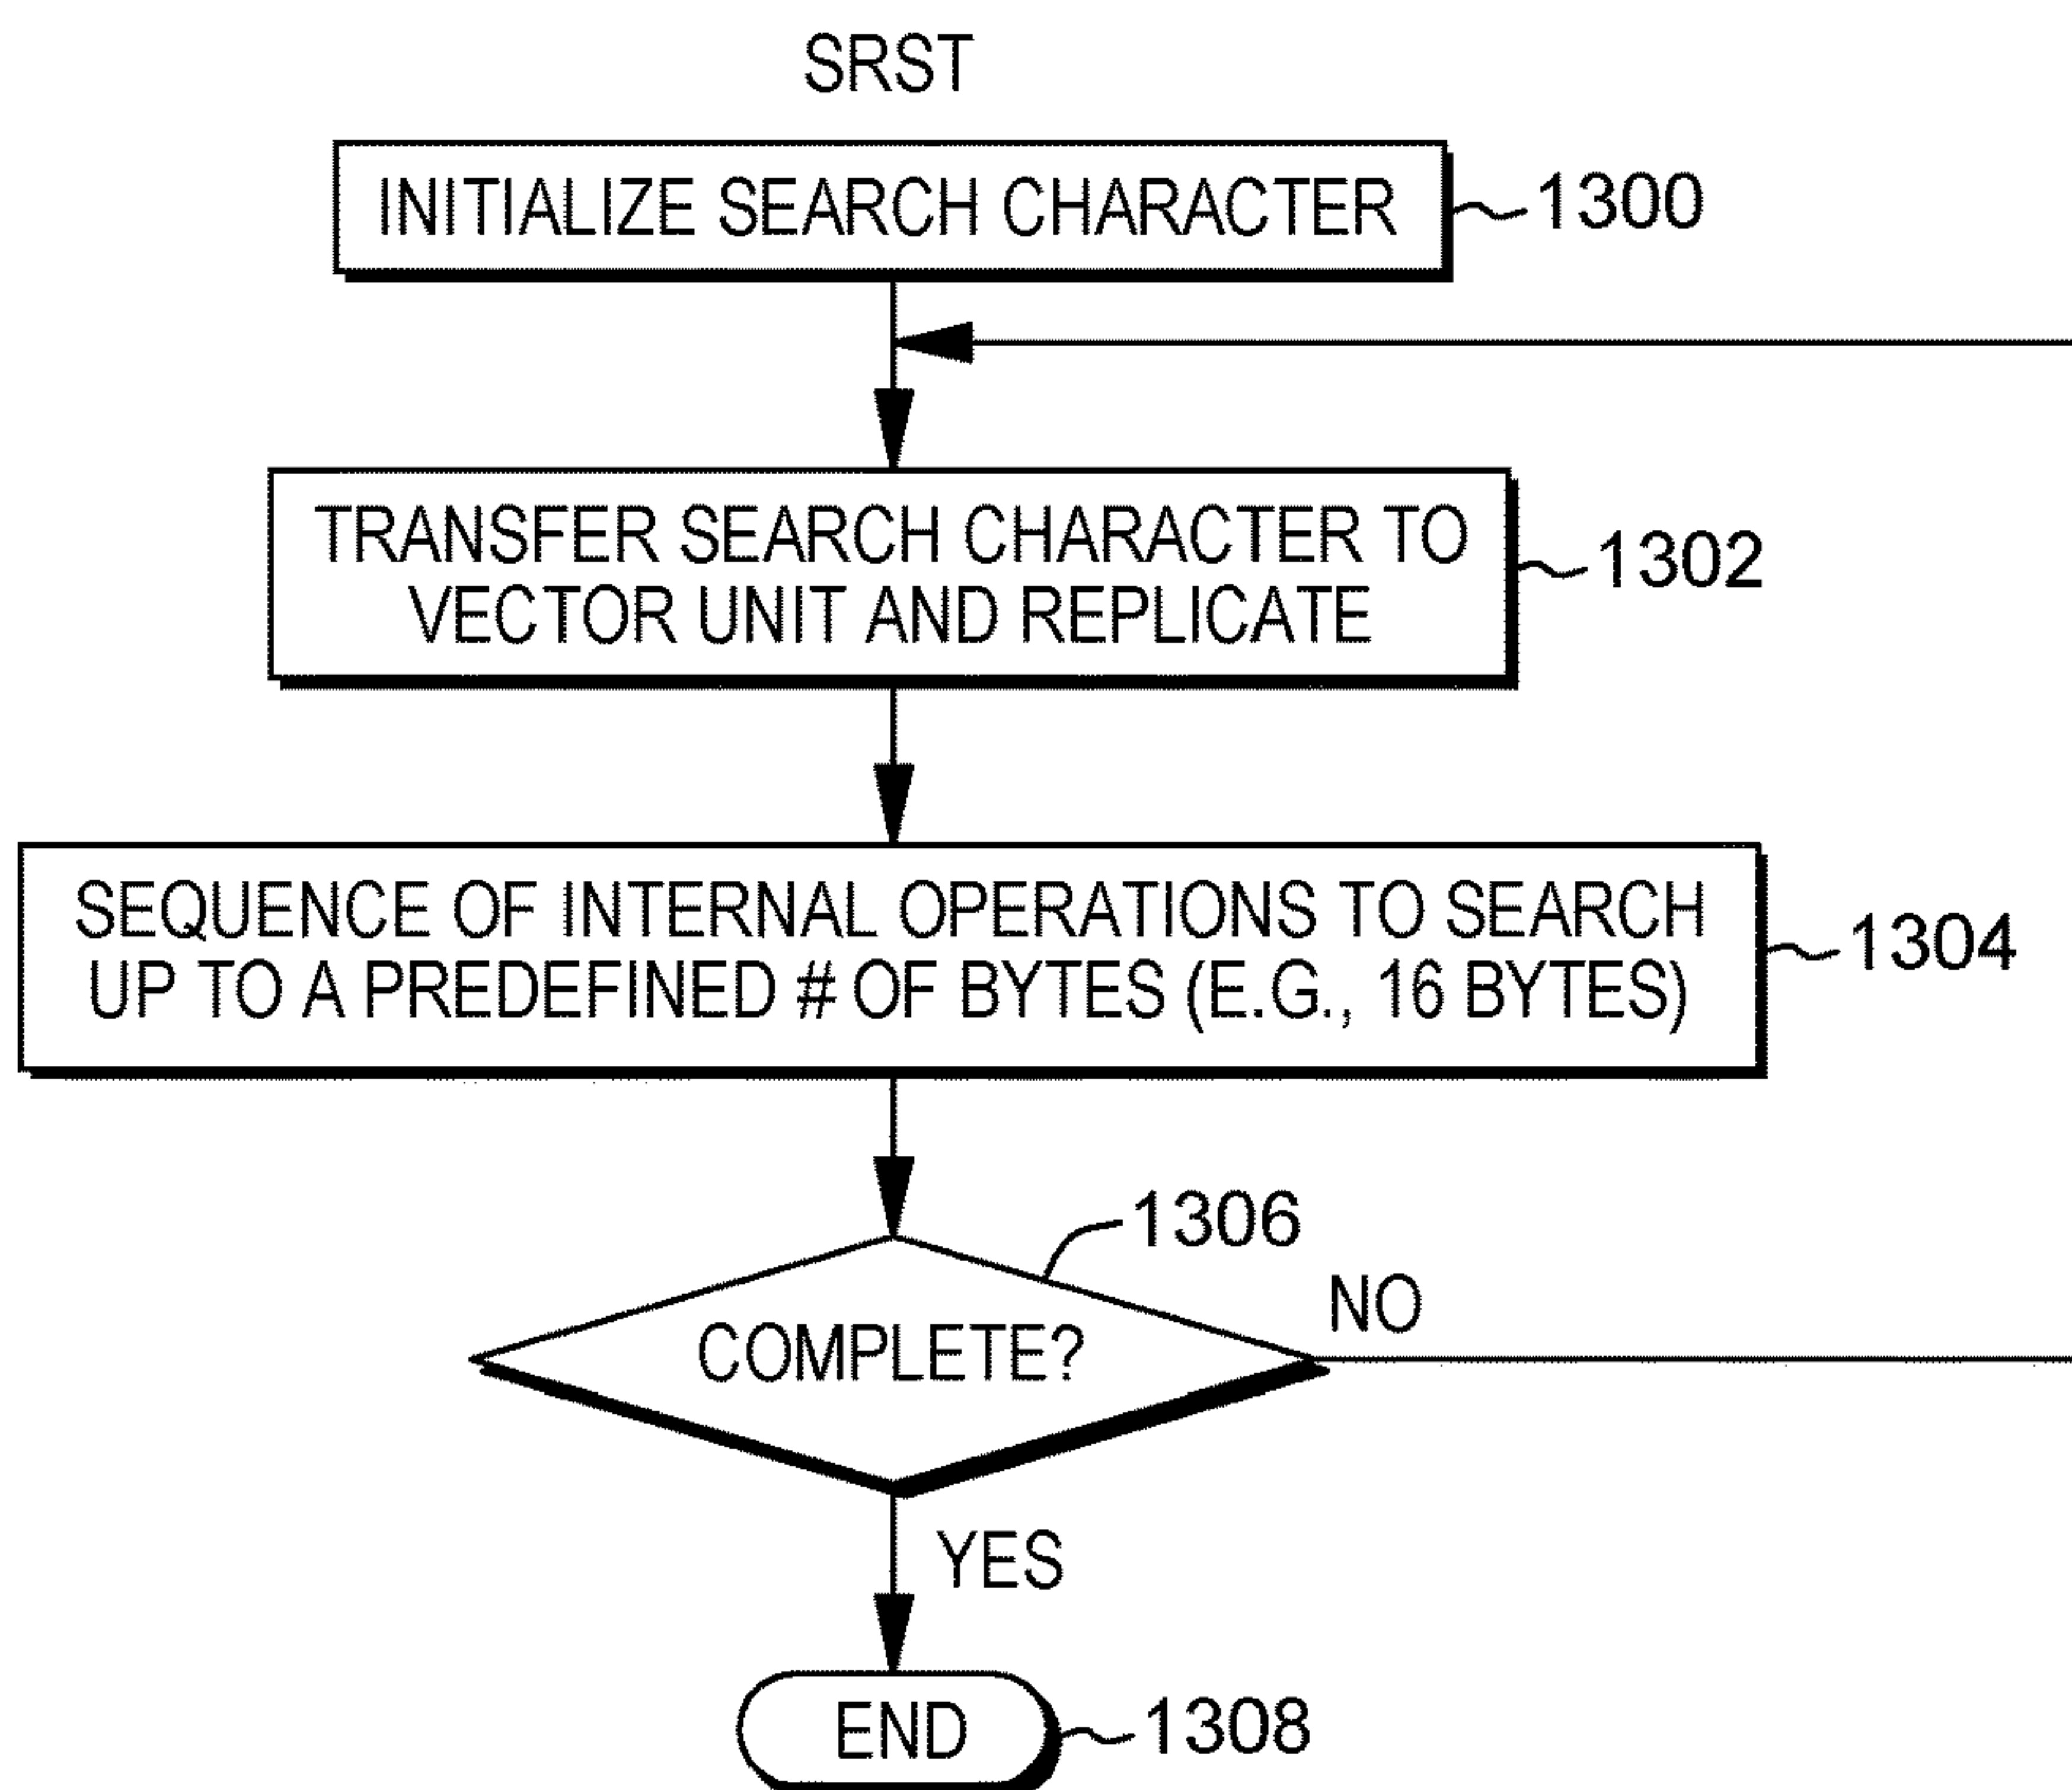 SRST
INITIALIZE SEARCH CHARACTER
1300
TRANSFER SEARCH CHARACTER TO
VECTOR UNIT AND REPLICATE
1302
SEQUENCE OF INTERNAL OPERATIONS TO SEARCH
UP TO A PREDEFINED # OF BYTES (E.G., 16 BYTES)
1304
1306
COMPLETE?
NO
YES
END
1308